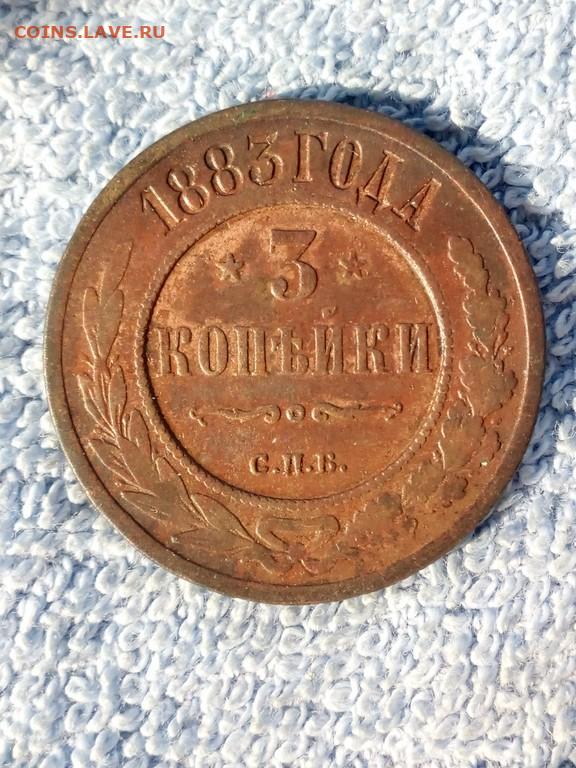 COINS.LAVE.RU
1883 ГОДА
3
КОПѢЙКИ
С.П.Б.